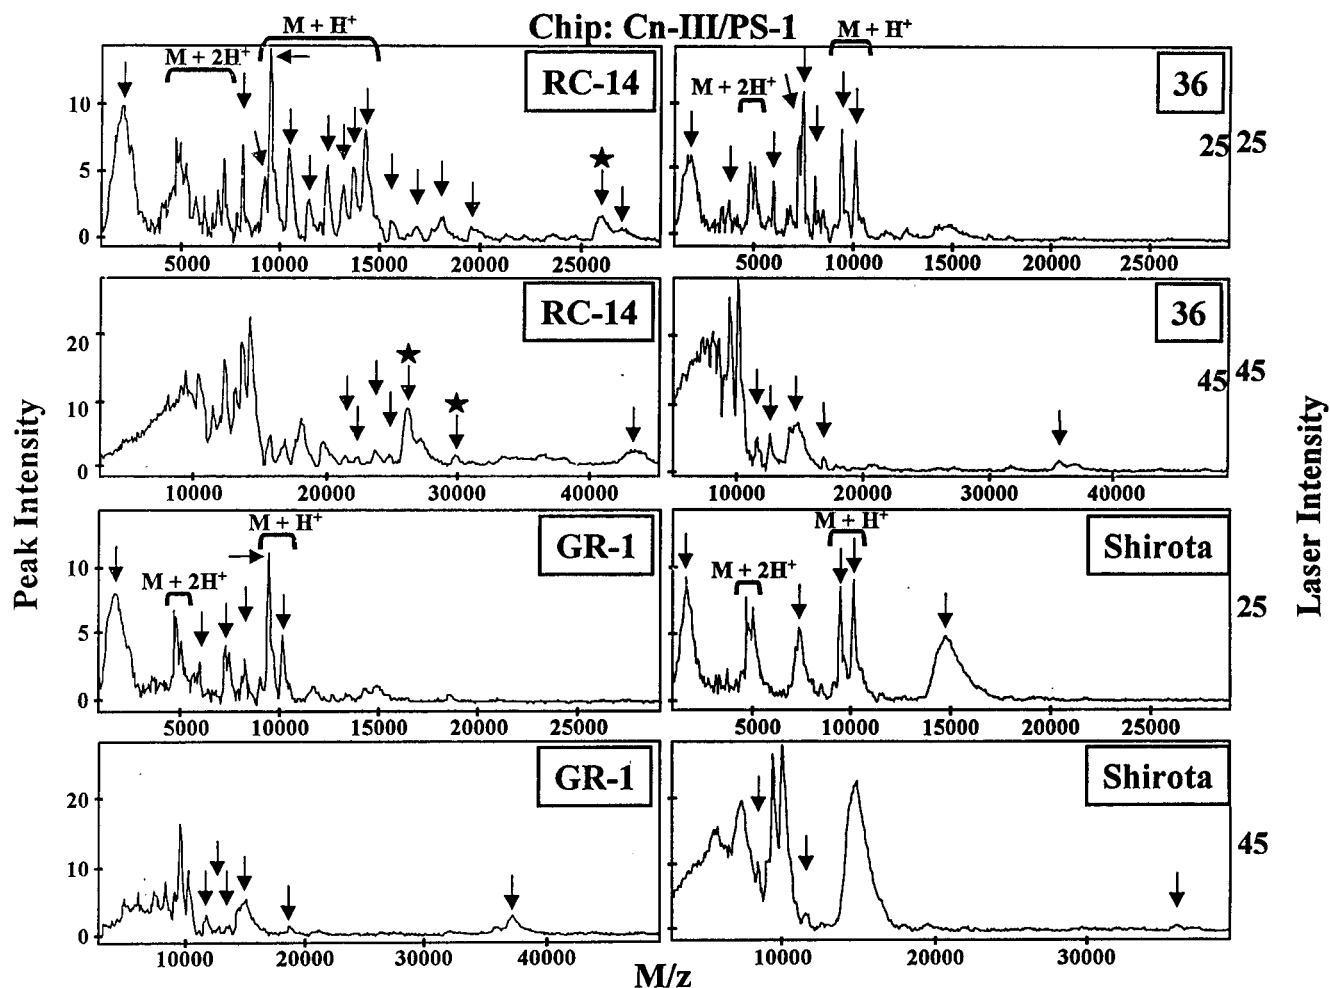 Chip: Cn-III/PS-1
M + H⁺
M + 2H⁺
RC-14
10
5
0
5000 10000 15000 20000 25000
M + H⁺
M + 2H⁺
36
25 25
5000 10000 15000 20000 25000
RC-14
20
10
0
10000 20000 30000 40000
36
45 45
10000 20000 30000 40000
Peak Intensity
Laser Intensity
M + H⁺
M + 2H⁺
GR-1
10
5
0
5000 10000 15000 20000 25000
M + H⁺
M + 2H⁺
Shirota
25
5000 10000 15000 20000 25000
GR-1
20
10
0
10000 20000 30000 40000
Shirota
45
10000 20000 30000
M/z